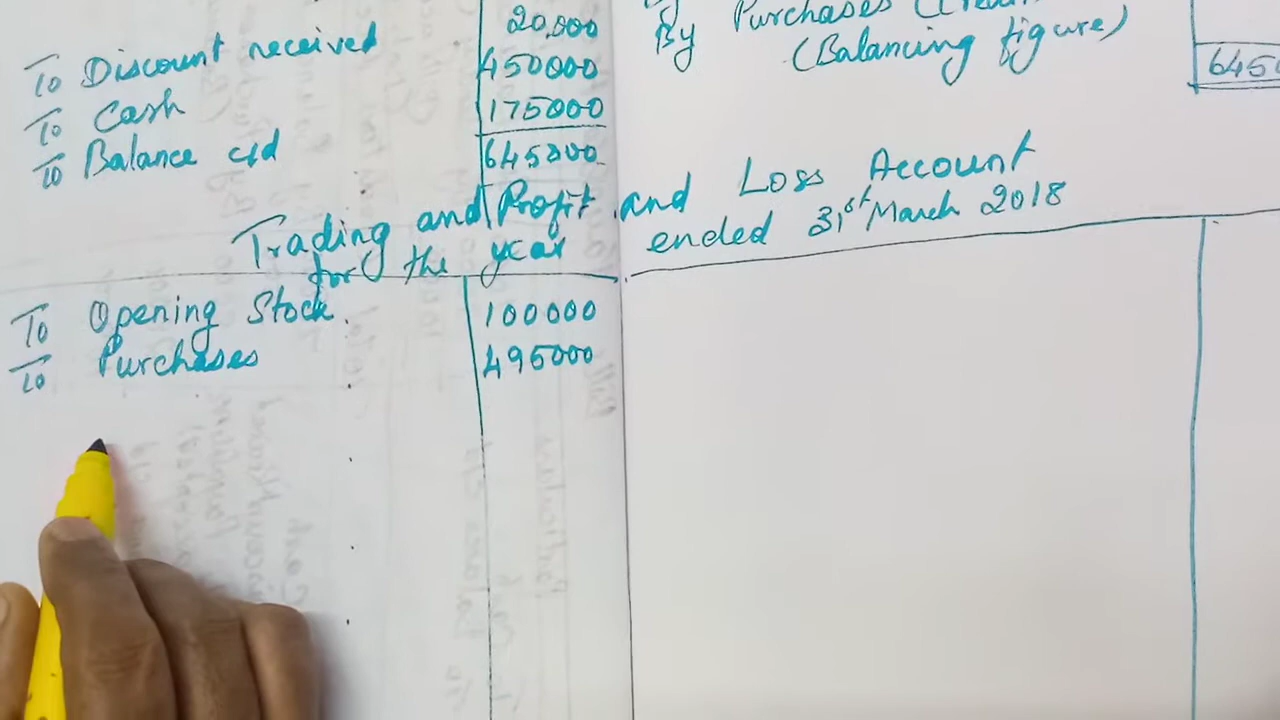 20,000
To Discount received 450000
To Cash 175000
To Balance c/d 645000
By Purchases
(Balancing figure)
645
Trading and Profit and Loss Account
for the year ended 31st March 2018
To Opening Stock 100000
To Purchases 495000